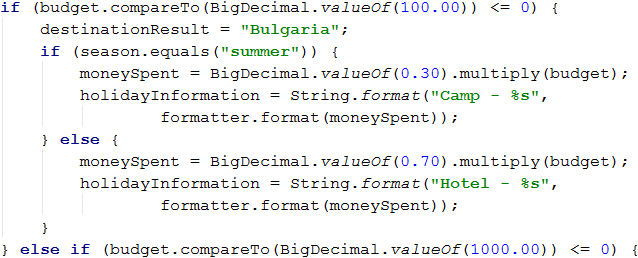 if (budget.compareTo(BigDecimal.valueOf(100.00)) <= 0) {
    destinationResult = "Bulgaria";
    if (season.equals("summer")) {
        moneySpent = BigDecimal.valueOf(0.30).multiply(budget);
        holidayInformation = String.format("Camp - %s",
                formatter.format(moneySpent));
    } else {
        moneySpent = BigDecimal.valueOf(0.70).multiply(budget);
        holidayInformation = String.format("Hotel - %s",
                formatter.format(moneySpent));
    }
} else if (budget.compareTo(BigDecimal.valueOf(1000.00)) <= 0) {